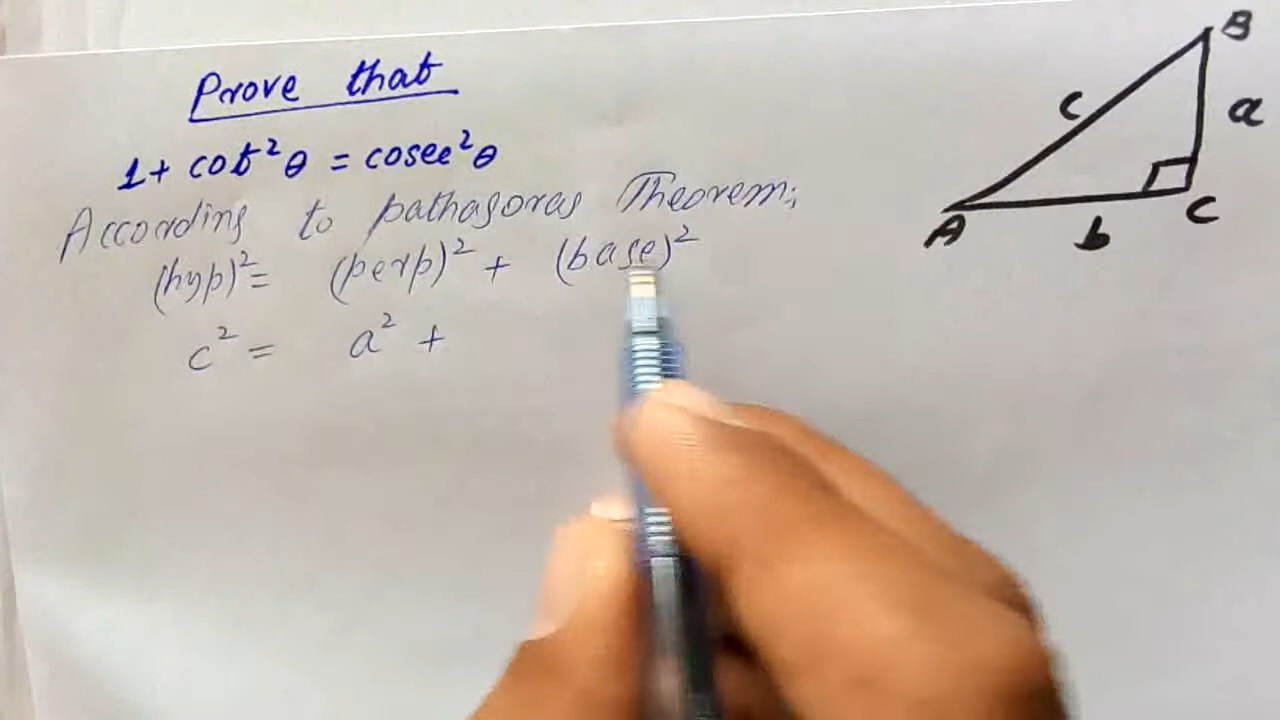 Prove that
1 + cot²θ = cosec²θ
According to pathagoras Theorem;
(hyp)² = (perp)² + (base)²
c² = a² +
B
c
a
A
b
C